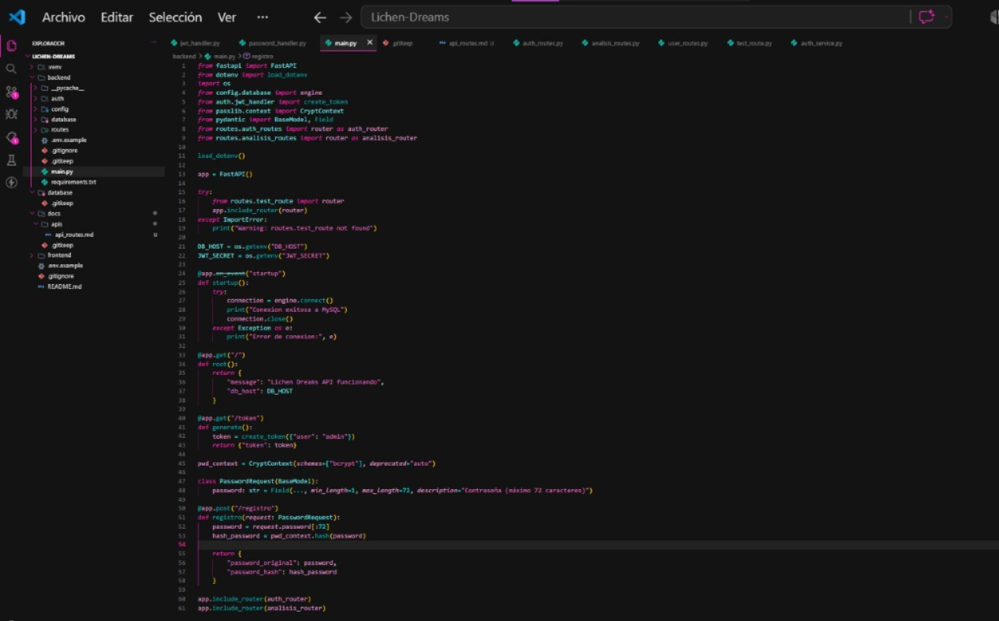 Archivo Editar Selección Ver ... Lichen-Dreams
EXPLORADOR
LICHEN-DREAMS
.venv
backend
__pycache__
auth
config
database
routes
.env.example
.gitignore
.gitkeep
main.py
requirements.txt
database
.gitkeep
docs
apis
api_routes.md U
.gitkeep
frontend
.env.example
.gitignore
README.md
jwt_handler.py password_handler.py main.py .gitkeep api_routes.md U auth_routes.py analisis_routes.py user_routes.py test_route.py auth_service.py
backend > main.py > registro
1 from fastapi import FastAPI
2 from dotenv import load_dotenv
3 import os
4 from config.database import engine
5 from auth.jwt_handler import create_token
6 from passlib.context import CryptContext
7 from pydantic import BaseModel, Field
8 from routes.auth_routes import router as auth_router
9 from routes.analisis_routes import router as analisis_router
10
11 load_dotenv()
12
13 app = FastAPI()
14
15 try:
16 from routes.test_route import router
17 app.include_router(router)
18 except ImportError:
19 print("Warning: routes.test_route not found")
20
21 DB_HOST = os.getenv("DB_HOST")
22 JWT_SECRET = os.getenv("JWT_SECRET")
23
24 @app.on_event("startup")
25 def startup():
26 try:
27 connection = engine.connect()
28 print("Conexion exitosa a MySQL")
29 connection.close()
30 except Exception as e:
31 print("Error de conexion:", e)
32
33 @app.get("/")
34 def root():
35 return {
36 "message": "Lichen Dreams API funcionando",
37 "db_host": DB_HOST
38 }
39
40 @app.get("/token")
41 def generate():
42 token = create_token({"user": "admin"})
43 return {"token": token}
44
45 pwd_context = CryptContext(schemes=["bcrypt"], deprecated="auto")
46
47 class PasswordRequest(BaseModel):
48 password: str = Field(..., min_length=1, max_length=72, description="Contraseña (máximo 72 caracteres)")
49
50 @app.post("/registro")
51 def registro(request: PasswordRequest):
52 password = request.password[:72]
53 hash_password = pwd_context.hash(password)
54
55 return {
56 "password_original": password,
57 "password_hash": hash_password
58 }
59
60 app.include_router(auth_router)
61 app.include_router(analisis_router)